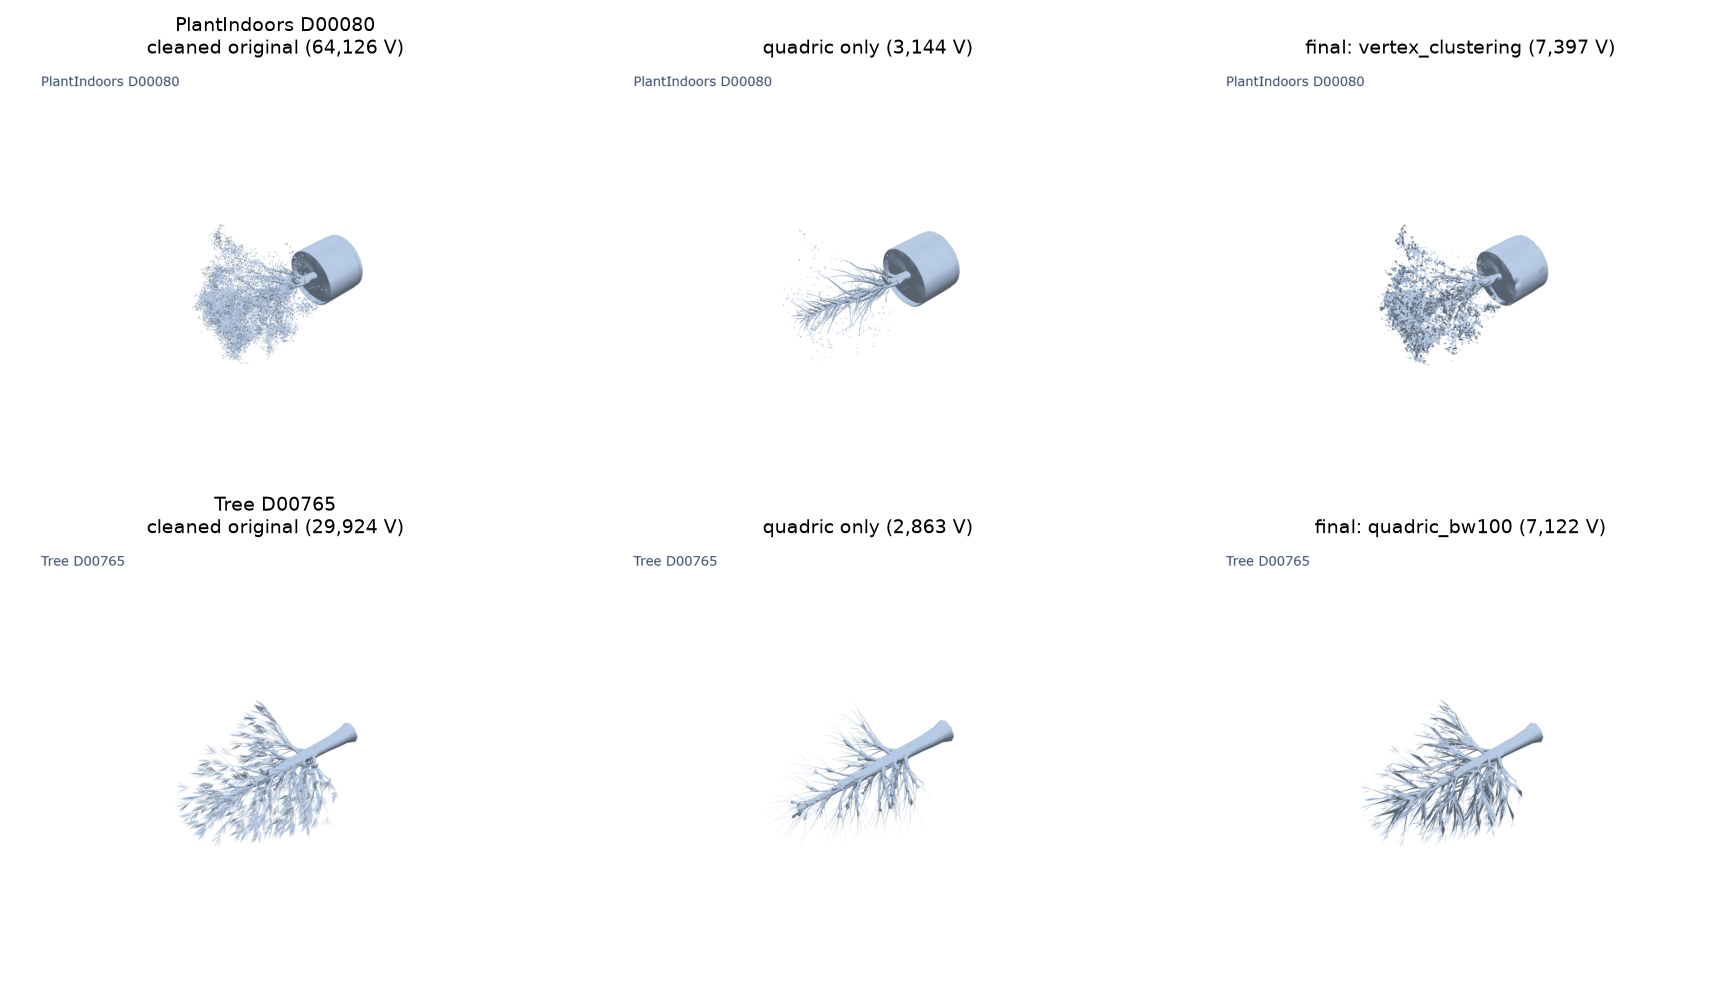 PlantIndoors D00080
cleaned original (64,126 V)
quadric only (3,144 V)
final: vertex_clustering (7,397 V)
PlantIndoors D00080
PlantIndoors D00080
PlantIndoors D00080
Tree D00765
cleaned original (29,924 V)
quadric only (2,863 V)
final: quadric_bw100 (7,122 V)
Tree D00765
Tree D00765
Tree D00765